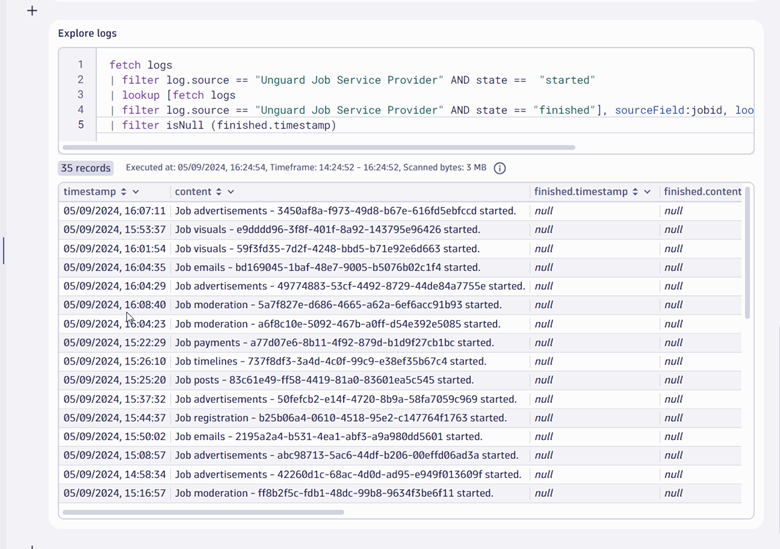 Explore logs
1 fetch logs
2 | filter log.source == "Unguard Job Service Provider" AND state == "started"
3 | lookup [fetch logs
4 | filter log.source == "Unguard Job Service Provider" AND state == "finished"], sourceField:jobid, loo
5 | filter isNull (finished.timestamp)
35 records Executed at: 05/09/2024, 16:24:54, Timeframe: 14:24:52 - 16:24:52, Scanned bytes: 3 MB
timestamp content finished.timestamp finished.content
05/09/2024, 16:07:11 Job advertisements - 3450af8a-f973-49d8-b67e-616fd5ebfccd started. null null
05/09/2024, 15:53:37 Job visuals - e9dddd96-3f8f-401f-8a92-143795e96426 started. null null
05/09/2024, 16:01:54 Job visuals - 59f3fd35-7d2f-4248-bbd5-b71e92e6d663 started. null null
05/09/2024, 16:04:35 Job emails - bd169045-1baf-48e7-9005-b5076b02c1f4 started. null null
05/09/2024, 16:04:29 Job advertisements - 49774883-53cf-4492-8729-44de84a7755e started. null null
05/09/2024, 16:08:40 Job moderation - 5a7f827e-d686-4665-a62a-6ef6acc91b93 started. null null
05/09/2024, 16:04:23 Job moderation - a6f8c10e-5092-467b-a0ff-d54e392e5085 started. null null
05/09/2024, 15:22:29 Job payments - a77d07e6-8b11-4f92-879d-b1d9f27cb1bc started. null null
05/09/2024, 15:26:10 Job timelines - 737f8df3-3a4d-4c0f-99c9-e38ef35b67c4 started. null null
05/09/2024, 15:25:20 Job posts - 83c61e49-ff58-4419-81a0-83601ea5c545 started. null null
05/09/2024, 15:37:32 Job advertisements - 50fefcb2-e14f-4720-8b9a-58fa7059c969 started. null null
05/09/2024, 15:44:37 Job registration - b25b06a4-0610-4518-95e2-c147764f1763 started. null null
05/09/2024, 15:50:02 Job emails - 2195a2a4-b531-4ea1-abf3-a9a980dd5601 started. null null
05/09/2024, 15:08:57 Job advertisements - abc98713-5ac6-44df-b206-00effd06ad3a started. null null
05/09/2024, 14:58:34 Job advertisements - 42260d1c-68ac-4d0d-ad95-e949f013609f started. null null
05/09/2024, 15:16:57 Job moderation - ff8b2f5c-fdb1-48dc-99b8-9634f3be6f11 started. null null